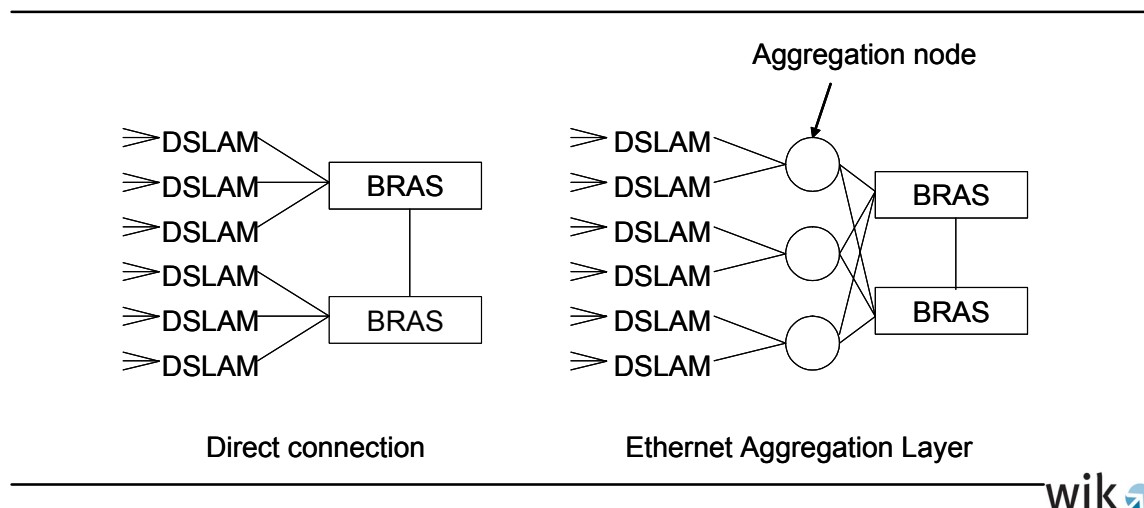 Aggregation node
DSLAM
DSLAM
DSLAM
DSLAM
DSLAM
DSLAM
BRAS
BRAS
Direct connection
DSLAM
DSLAM
DSLAM
DSLAM
DSLAM
DSLAM
BRAS
BRAS
Ethernet Aggregation Layer
wik